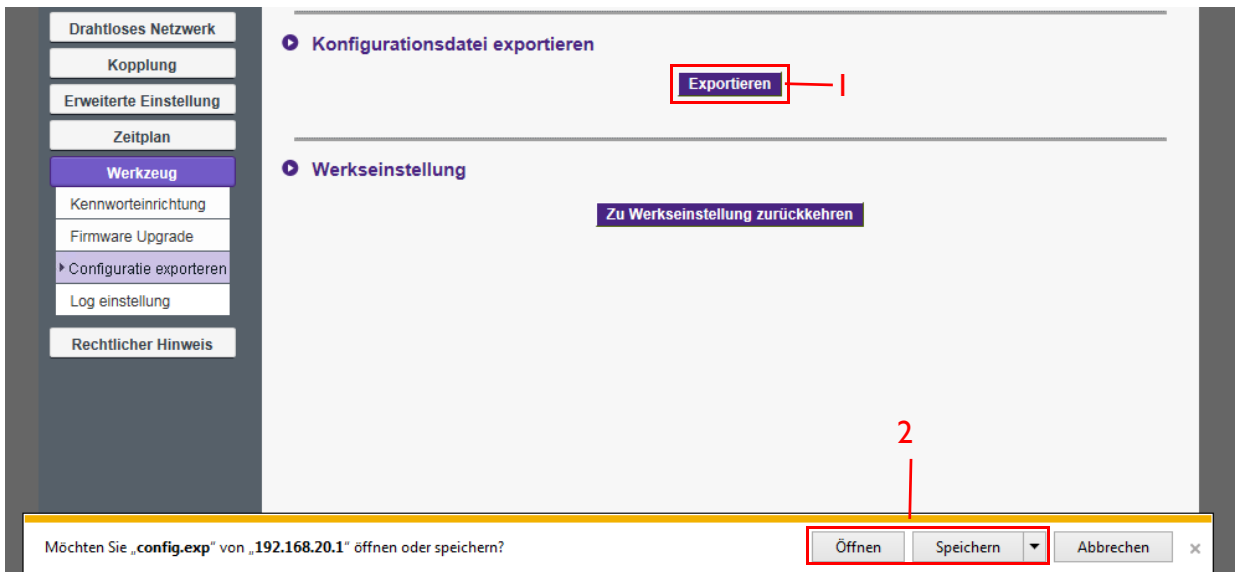 Drahtloses Netzwerk
Kopplung
Erweiterte Einstellung
Zeitplan
Werkzeug
Kennworteinrichtung
Firmware Upgrade
Configuratie exporteren
Log einstellung
Rechtlicher Hinweis
Konfigurationsdatei exportieren
Exportieren
1
Werkseinstellung
Zu Werkseinstellung zurückkehren
2
Möchten Sie „config.exp“ von „192.168.20.1“ öffnen oder speichern?
Öffnen Speichern Abbrechen ×